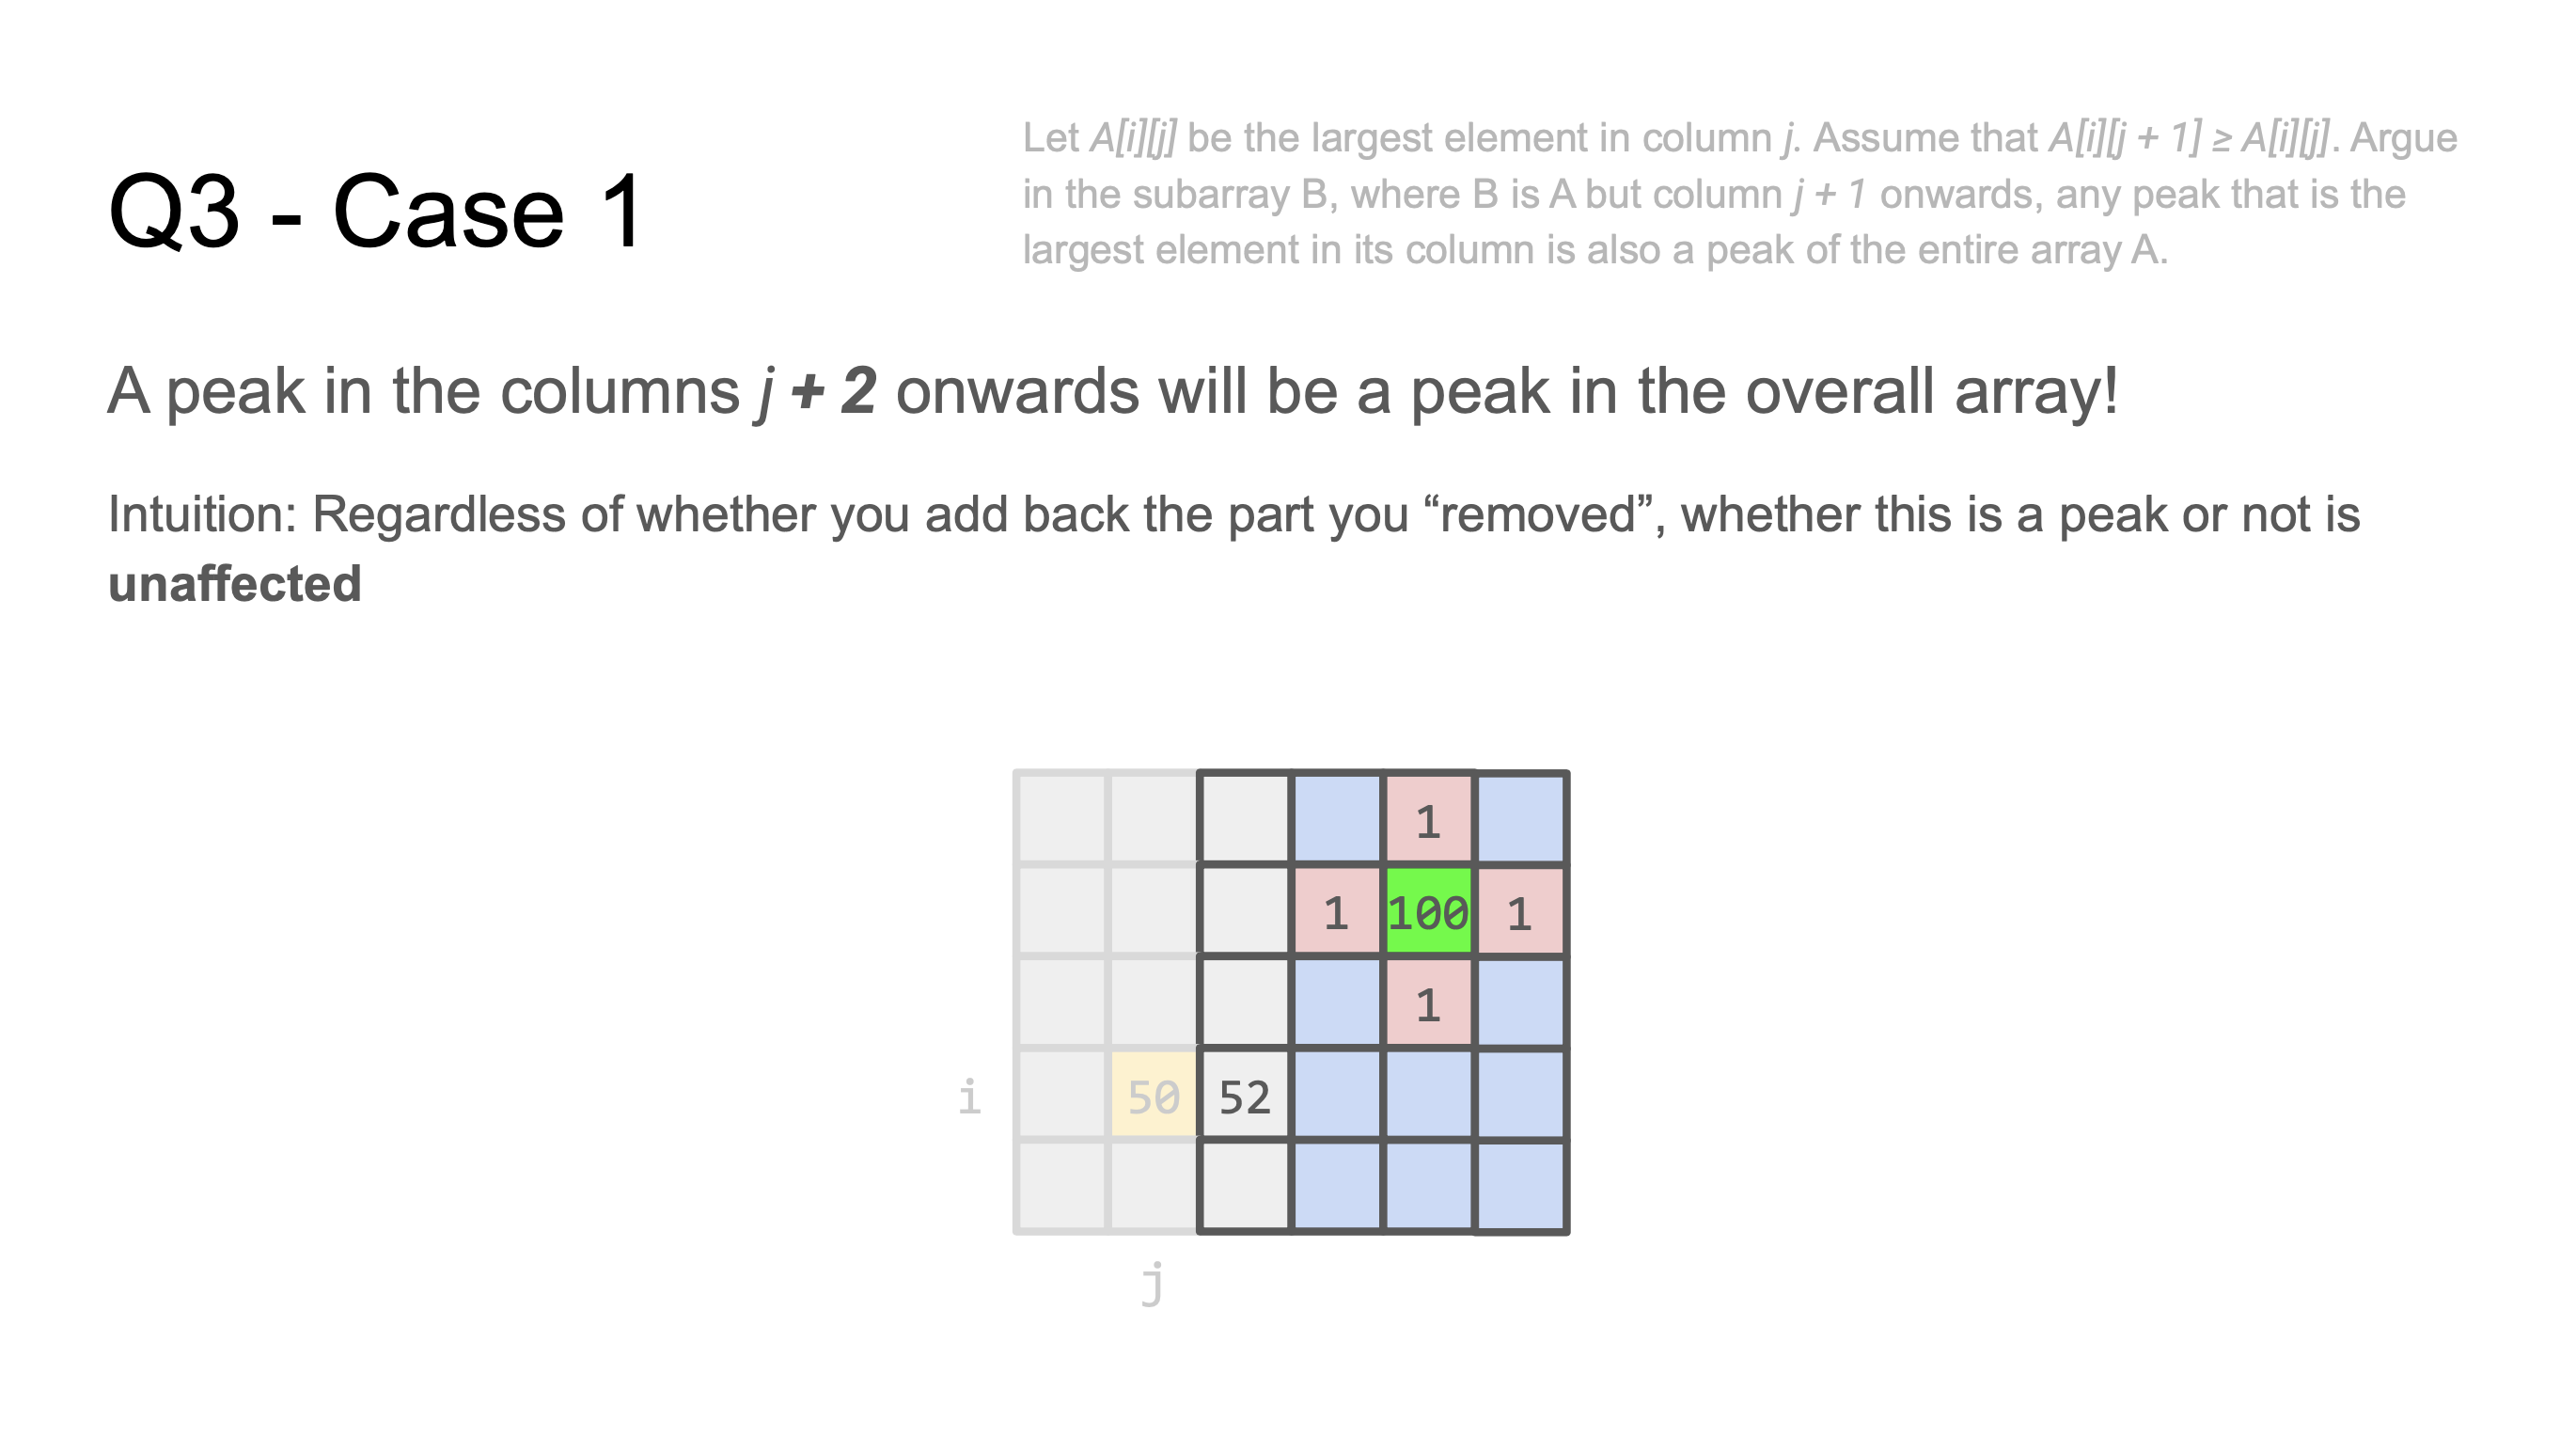 Q3 - Case 1
Let A[i][j] be the largest element in column j. Assume that A[i][j + 1] ≥ A[i][j]. Argue
in the subarray B, where B is A but column j + 1 onwards, any peak that is the
largest element in its column is also a peak of the entire array A.
A peak in the columns j + 2 onwards will be a peak in the overall array!
Intuition: Regardless of whether you add back the part you “removed”, whether this is a peak or not is
unaffected
1
1 100 1
1
i 50 52
j